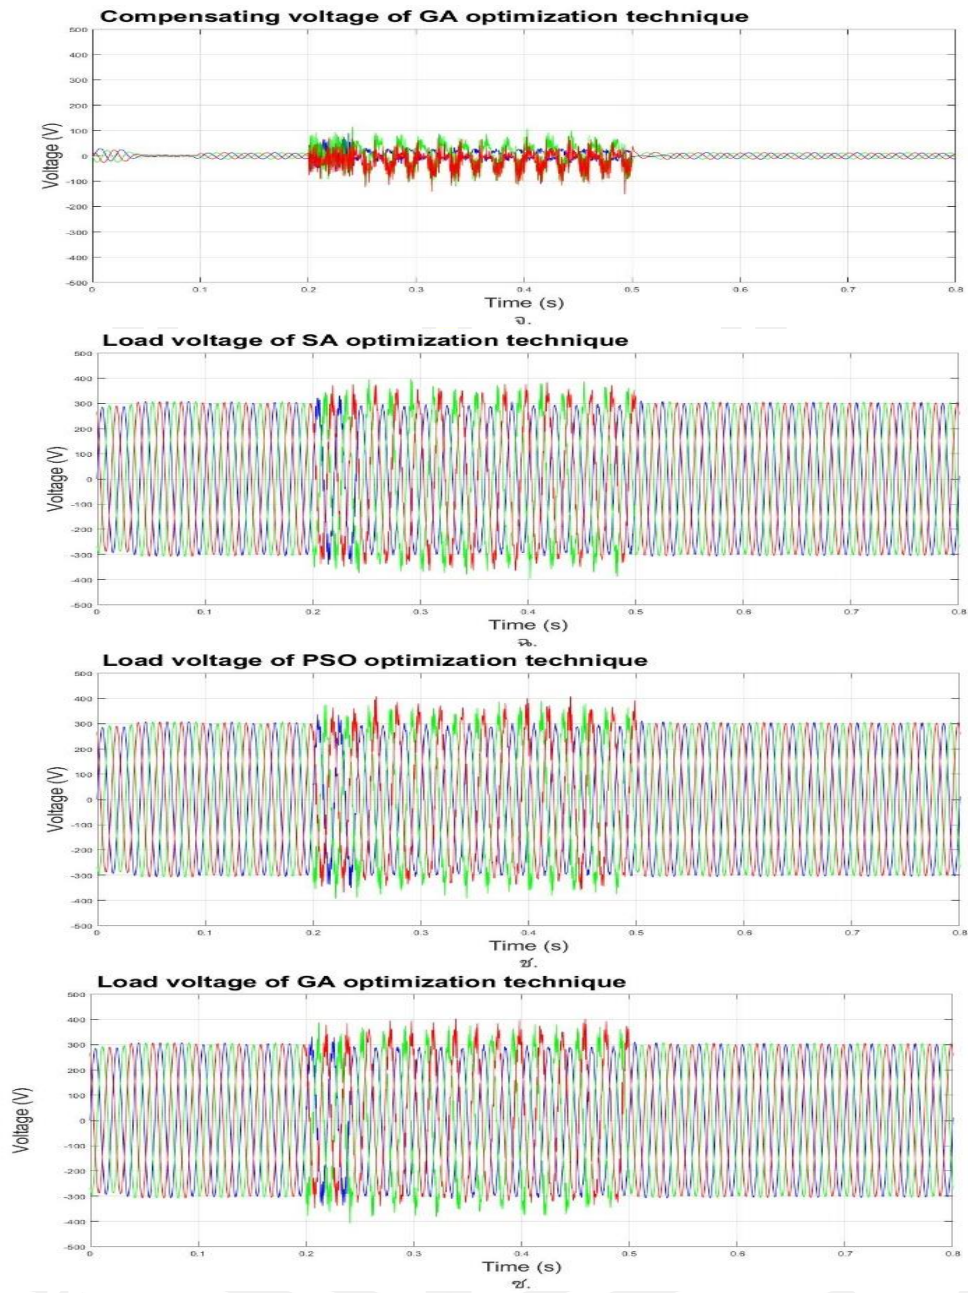 Compensating voltage of GA optimization technique
500
400
300
200
100
0
-100
-200
-300
-400
-500
Voltage (V)
0 0.1 0.2 0.3 0.4 0.5 0.6 0.7 0.8
Time (s)
จ.
Load voltage of SA optimization technique
500
400
300
200
100
0
-100
-200
-300
-400
-500
Voltage (V)
0 0.1 0.2 0.3 0.4 0.5 0.6 0.7 0.8
Time (s)
ฉ.
Load voltage of PSO optimization technique
500
400
300
200
100
0
-100
-200
-300
-400
-500
Voltage (V)
0 0.1 0.2 0.3 0.4 0.5 0.6 0.7 0.8
Time (s)
ช.
Load voltage of GA optimization technique
500
400
300
200
100
0
-100
-200
-300
-400
-500
Voltage (V)
0 0.1 0.2 0.3 0.4 0.5 0.6 0.7 0.8
Time (s)
ซ.